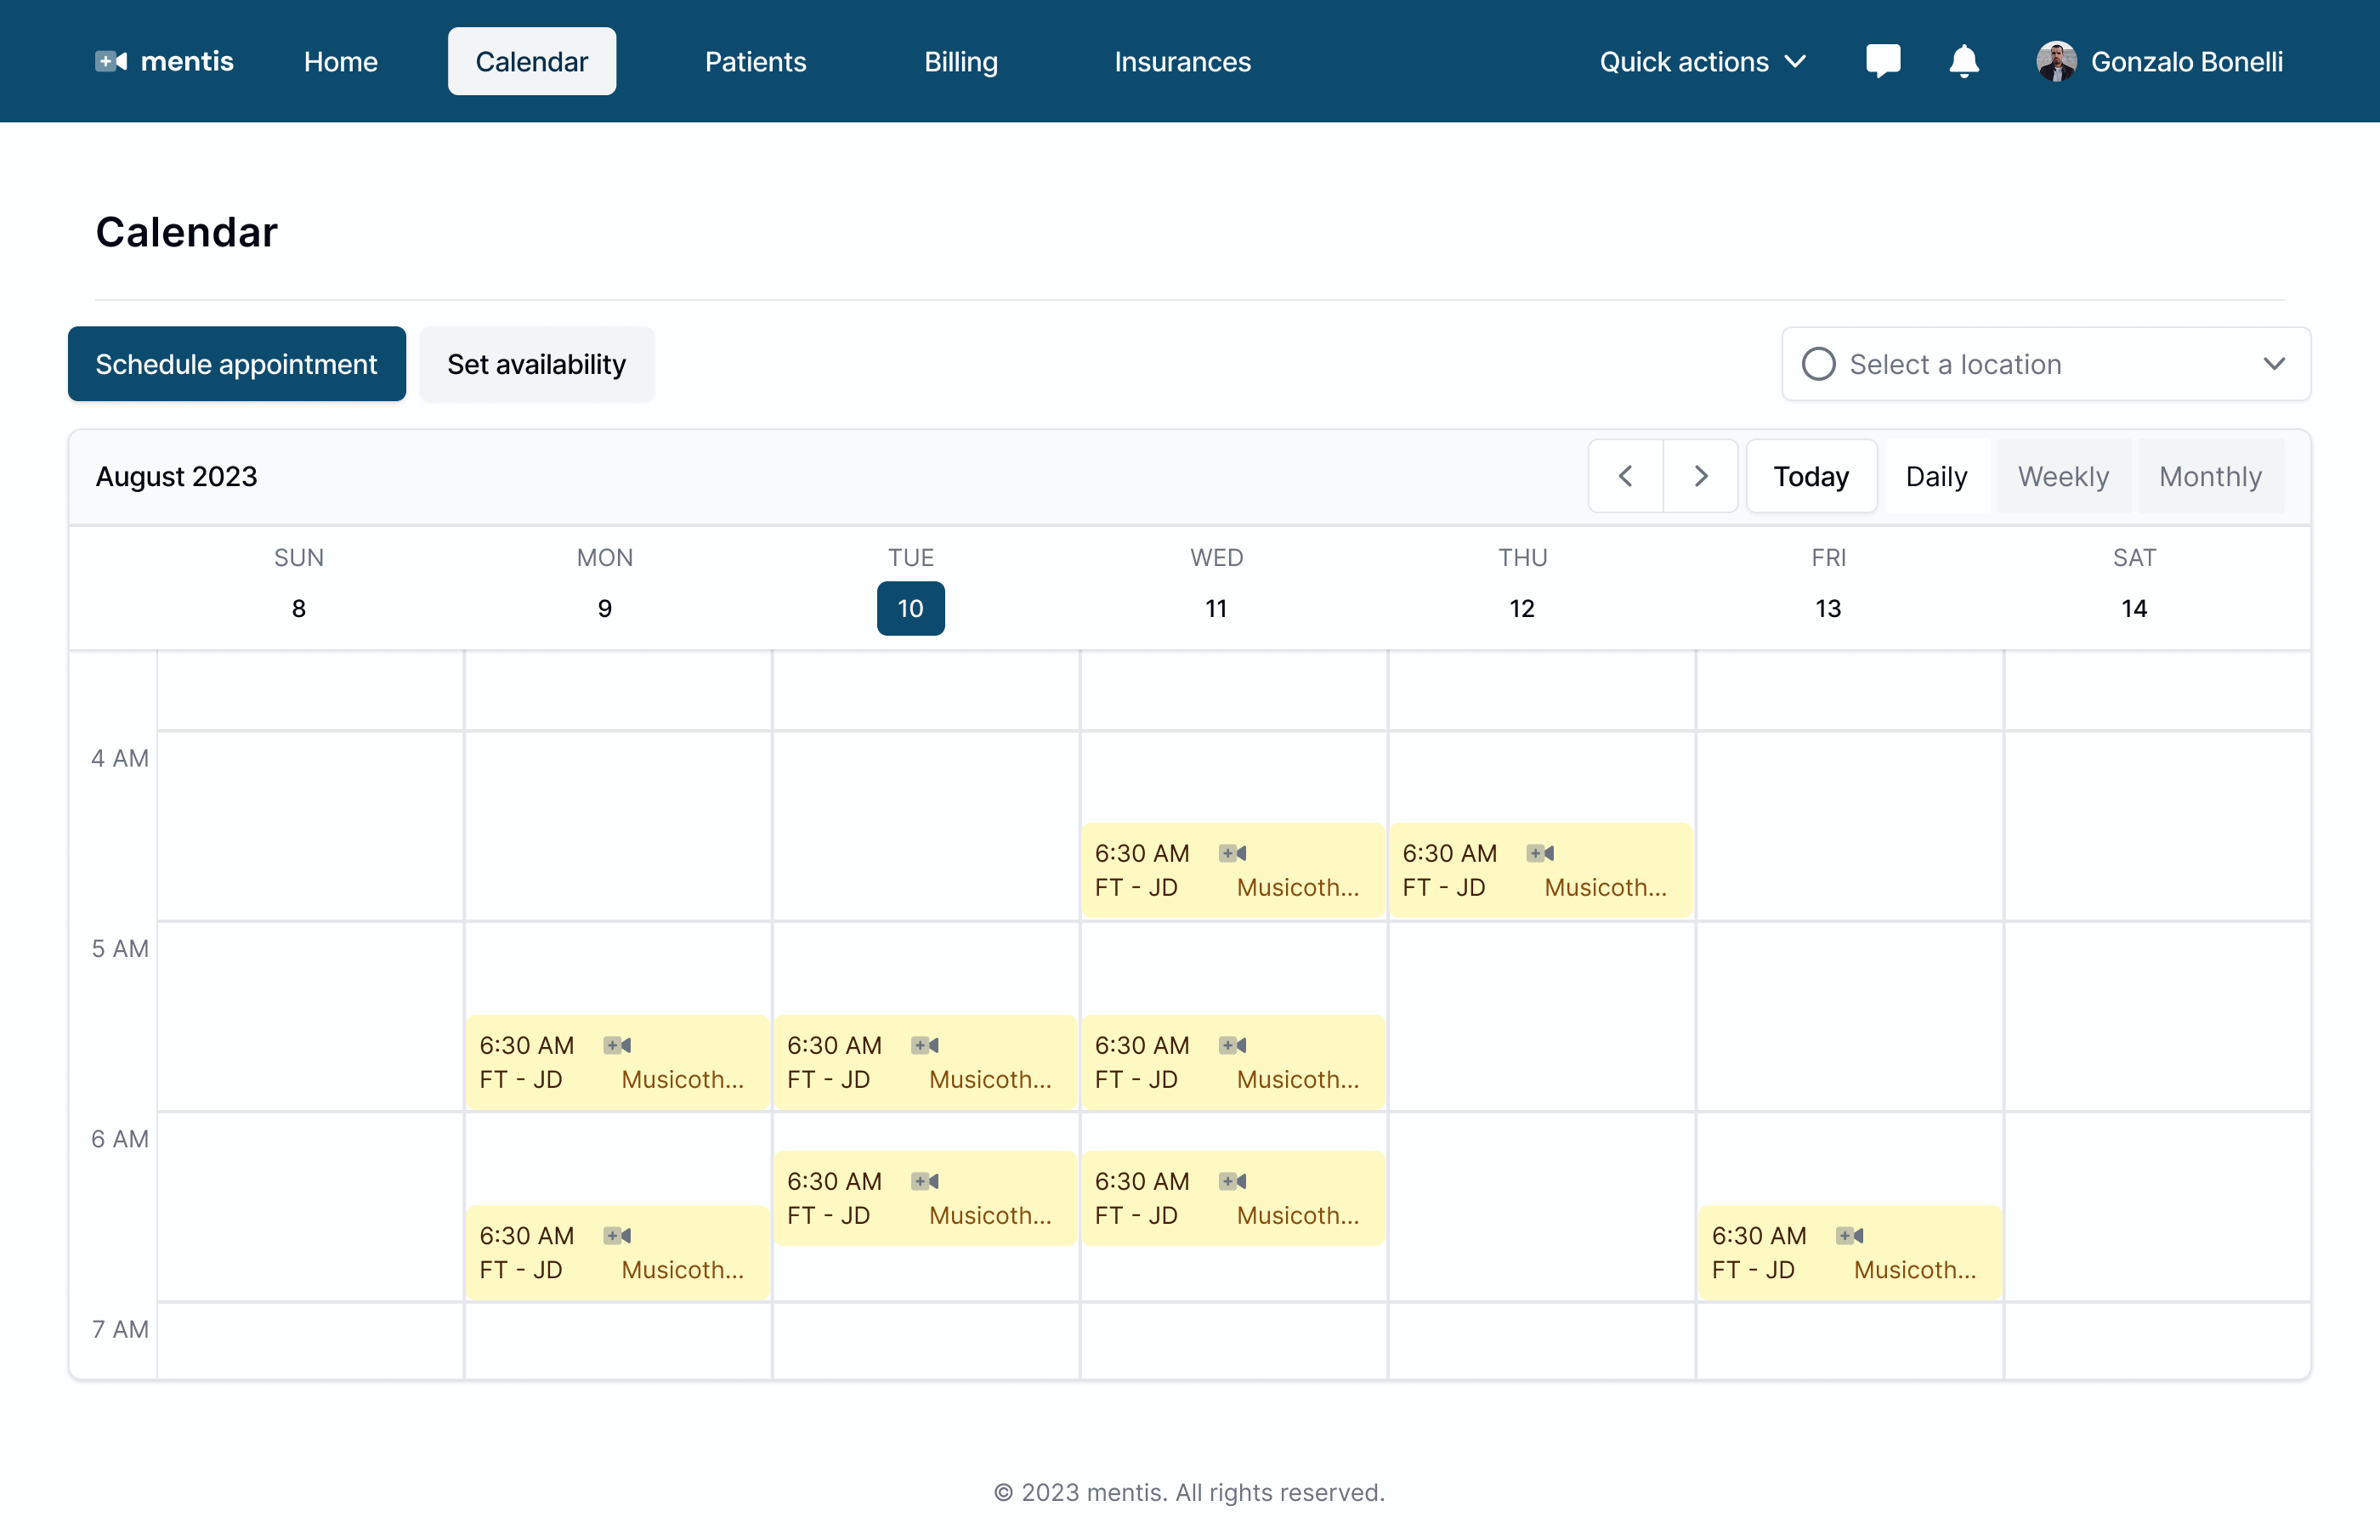 mentis Home Calendar Patients Billing Insurances Quick actions Gonzalo Bonelli
Calendar
Schedule appointment Set availability Select a location
August 2023 Today Daily Weekly Monthly
SUN MON TUE WED THU FRI SAT
8 9 10 11 12 13 14
4 AM
6:30 AM 6:30 AM
FT - JD Musicoth... FT - JD Musicoth...
5 AM
6:30 AM 6:30 AM 6:30 AM
FT - JD Musicoth... FT - JD Musicoth... FT - JD Musicoth...
6 AM
6:30 AM 6:30 AM
FT - JD Musicoth... FT - JD Musicoth...
6:30 AM 6:30 AM
FT - JD Musicoth... FT - JD Musicoth...
7 AM
© 2023 mentis. All rights reserved.